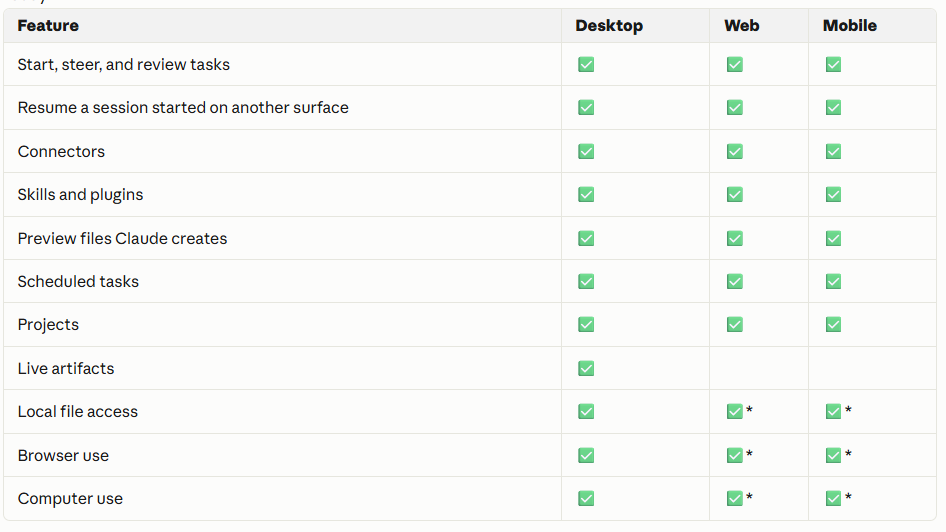 Feature Desktop Web Mobile
Start, steer, and review tasks ✅ ✅ ✅
Resume a session started on another surface ✅ ✅ ✅
Connectors ✅ ✅ ✅
Skills and plugins ✅ ✅ ✅
Preview files Claude creates ✅ ✅ ✅
Scheduled tasks ✅ ✅ ✅
Projects ✅ ✅ ✅
Live artifacts ✅
Local file access ✅ ✅ * ✅ *
Browser use ✅ ✅ * ✅ *
Computer use ✅ ✅ * ✅ *